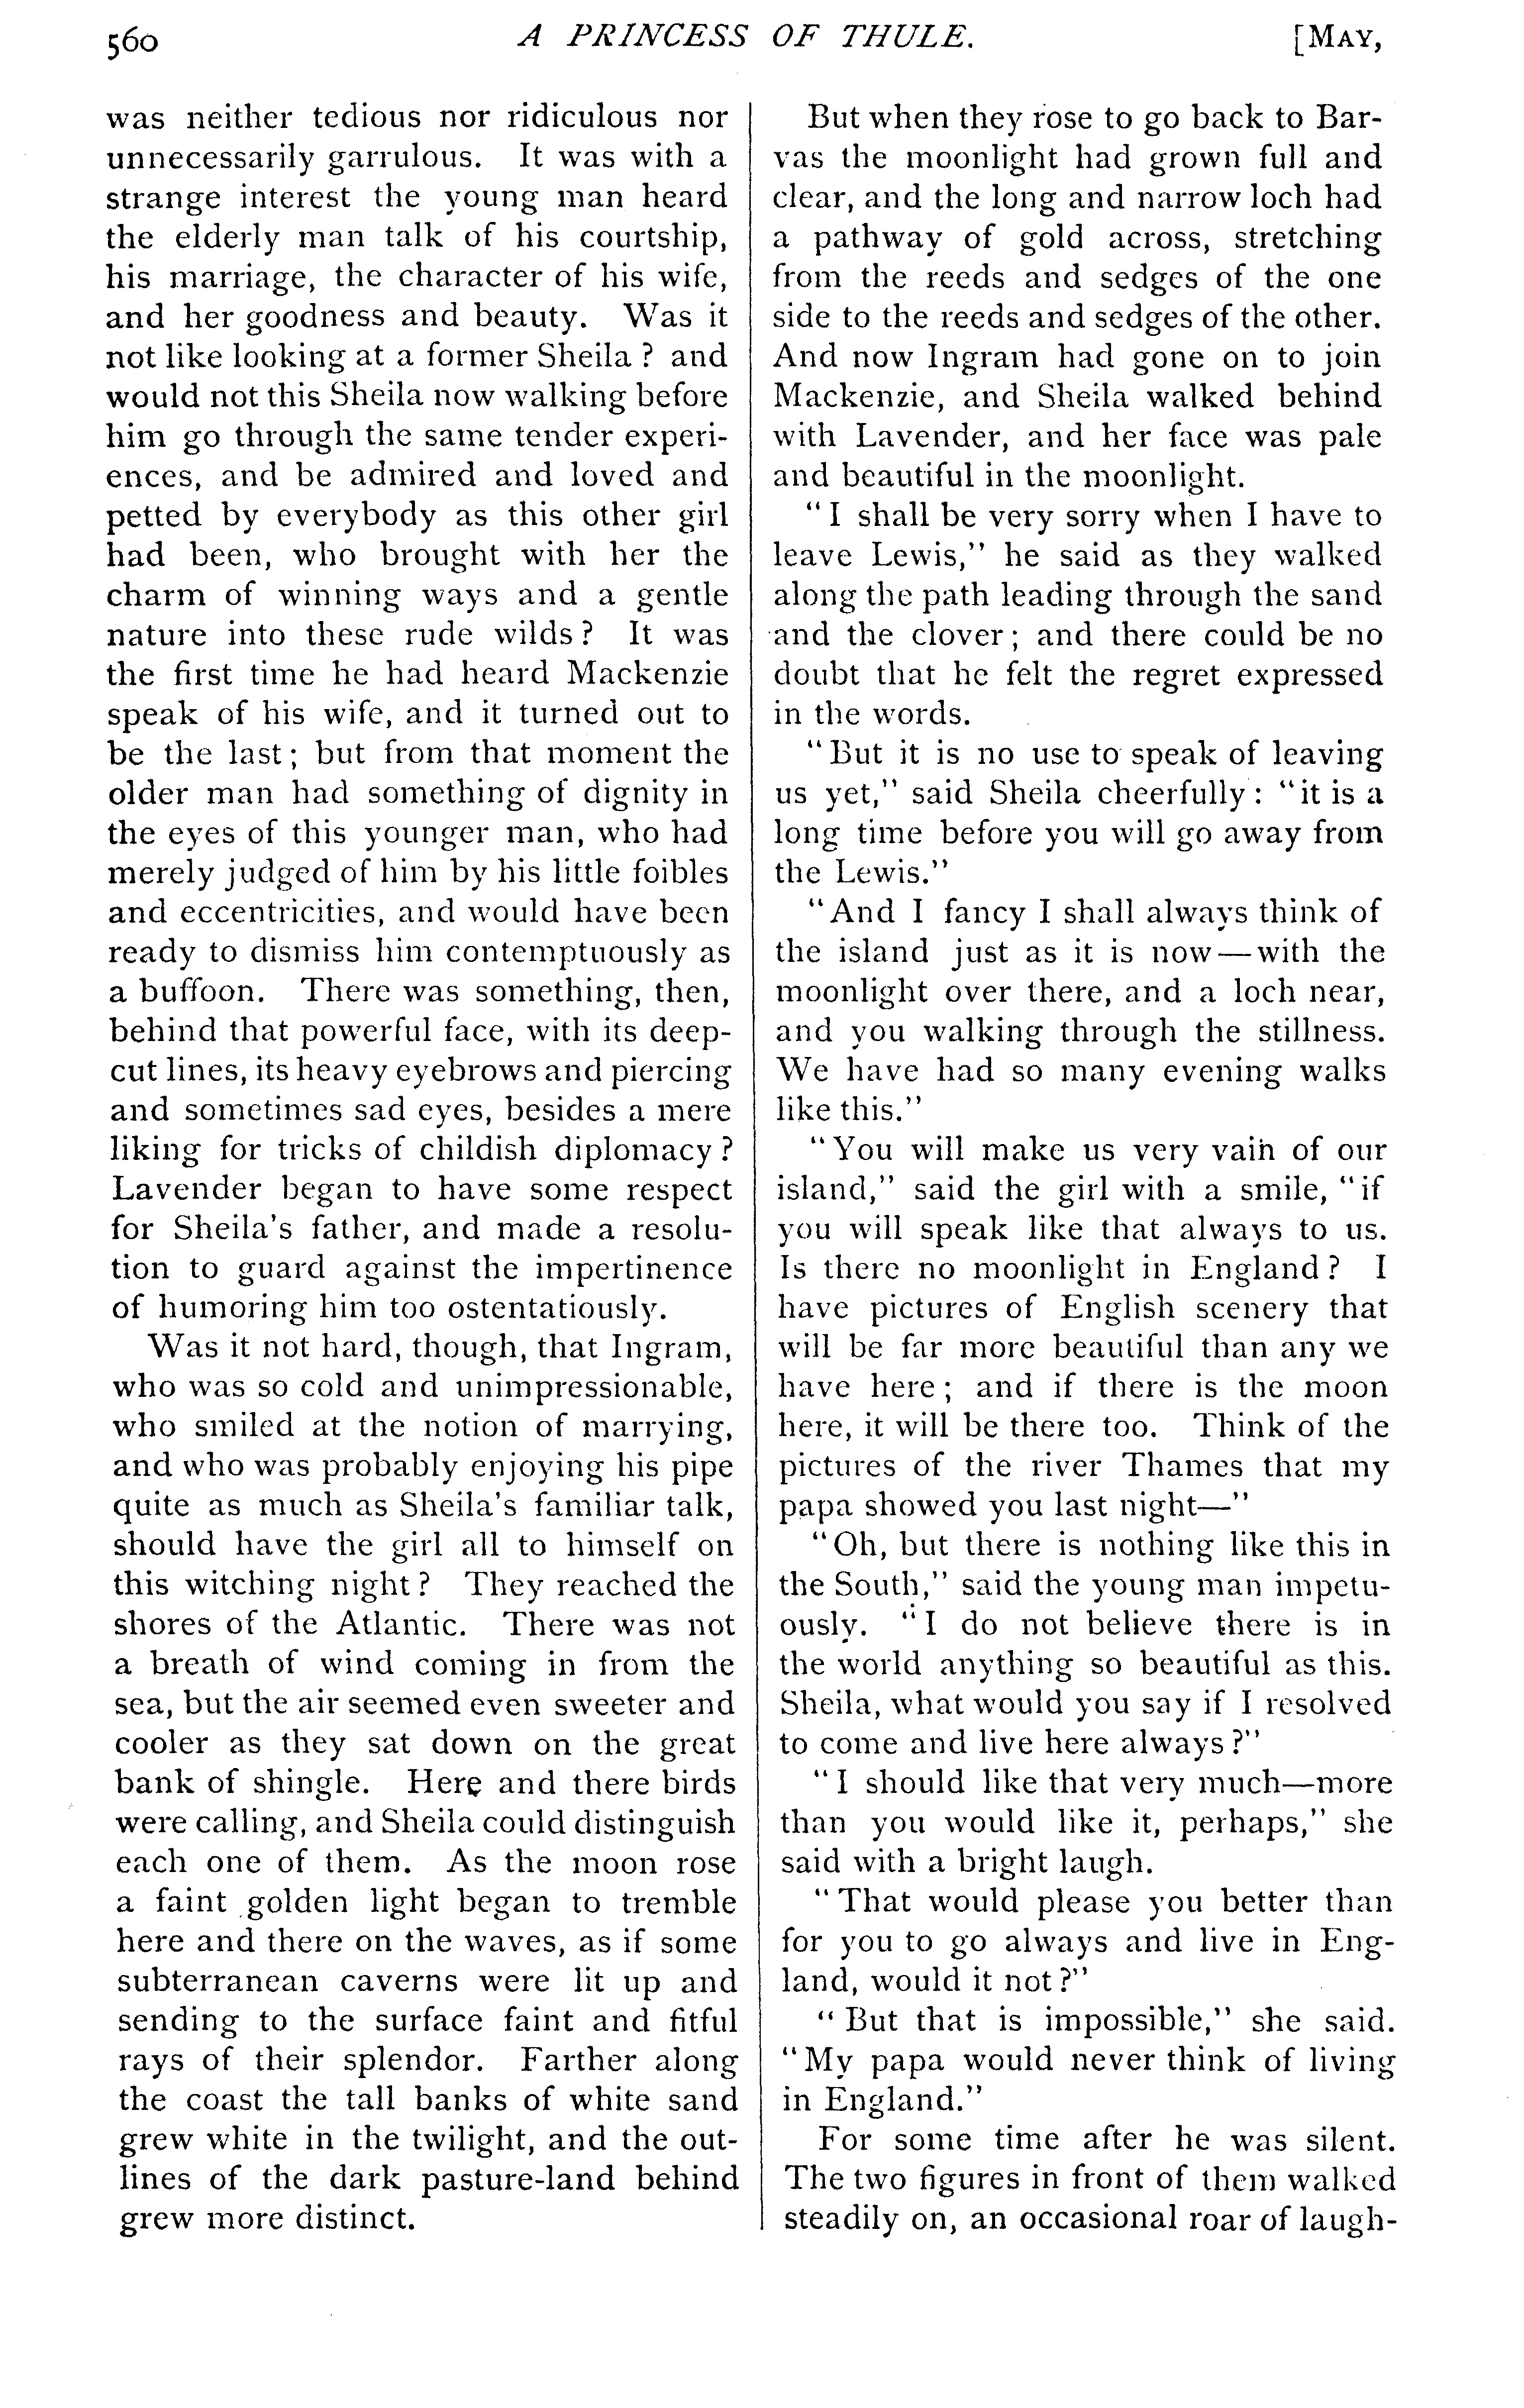 560 A PRINCESS OF THULE. [MAY,
was neither tedious nor ridiculous nor
unnecessarily garrulous. It was with a
strange interest the young man heard
the elderly man talk of his courtship,
his marriage, the character of his wife,
and her goodness and beauty. Was it
not like looking at a former Sheila? and
would not this Sheila now walking before
him go through the same tender experi-
ences, and be admired and loved and
petted by everybody as this other girl
had been, who brought with her the
charm of winning ways and a gentle
nature into these rude wilds? It was
the first time he had heard Mackenzie
speak of his wife, and it turned out to
be the last; but from that moment the
older man had something of dignity in
the eyes of this younger man, who had
merely judged of him by his little foibles
and eccentricities, and would have been
ready to dismiss him contemptuously as
a buffoon. There was something, then,
behind that powerful face, with its deep-
cut lines, its heavy eyebrows and piercing
and sometimes sad eyes, besides a mere
liking for tricks of childish diplomacy?
Lavender began to have some respect
for Sheila's father, and made a resolu-
tion to guard against the impertinence
of humoring him too ostentatiously.
Was it not hard, though, that Ingram,
who was so cold and unimpressionable,
who smiled at the notion of marrying,
and who was probably enjoying his pipe
quite as much as Sheila's familiar talk,
should have the girl all to himself on
this witching night? They reached the
shores of the Atlantic. There was not
a breath of wind coming in from the
sea, but the air seemed even sweeter and
cooler as they sat down on the great
bank of shingle. Here and there birds
were calling, and Sheila could distinguish
each one of them. As the moon rose
a faint golden light began to tremble
here and there on the waves, as if some
subterranean caverns were lit up and
sending to the surface faint and fitful
rays of their splendor. Farther along
the coast the tall banks of white sand
grew white in the twilight, and the out-
lines of the dark pasture-land behind
grew more distinct.
But when they rose to go back to Bar-
vas the moonlight had grown full and
clear, and the long and narrow loch had
a pathway of gold across, stretching
from the reeds and sedges of the one
side to the reeds and sedges of the other.
And now Ingram had gone on to join
Mackenzie, and Sheila walked behind
with Lavender, and her face was pale
and beautiful in the moonlight.
"I shall be very sorry when I have to
leave Lewis," he said as they walked
along the path leading through the sand
and the clover; and there could be no
doubt that he felt the regret expressed
in the words.
"But it is no use to speak of leaving
us yet," said Sheila cheerfully: "it is a
long time before you will go away from
the Lewis."
"And I fancy I shall always think of
the island just as it is now—with the
moonlight over there, and a loch near,
and you walking through the stillness.
We have had so many evening walks
like this."
"You will make us very vain of our
island," said the girl with a smile, "if
you will speak like that always to us.
Is there no moonlight in England? I
have pictures of English scenery that
will be far more beautiful than any we
have here; and if there is the moon
here, it will be there too. Think of the
pictures of the river Thames that my
papa showed you last night—"
"Oh, but there is nothing like this in
the South," said the young man impetu-
ously. "I do not believe there is in
the world anything so beautiful as this.
Sheila, what would you say if I resolved
to come and live here always?"
"I should like that very much—more
than you would like it, perhaps," she
said with a bright laugh.
"That would please you better than
for you to go always and live in Eng-
land, would it not?"
"But that is impossible," she said.
"My papa would never think of living
in England."
For some time after he was silent.
The two figures in front of them walked
steadily on, an occasional roar of laugh-